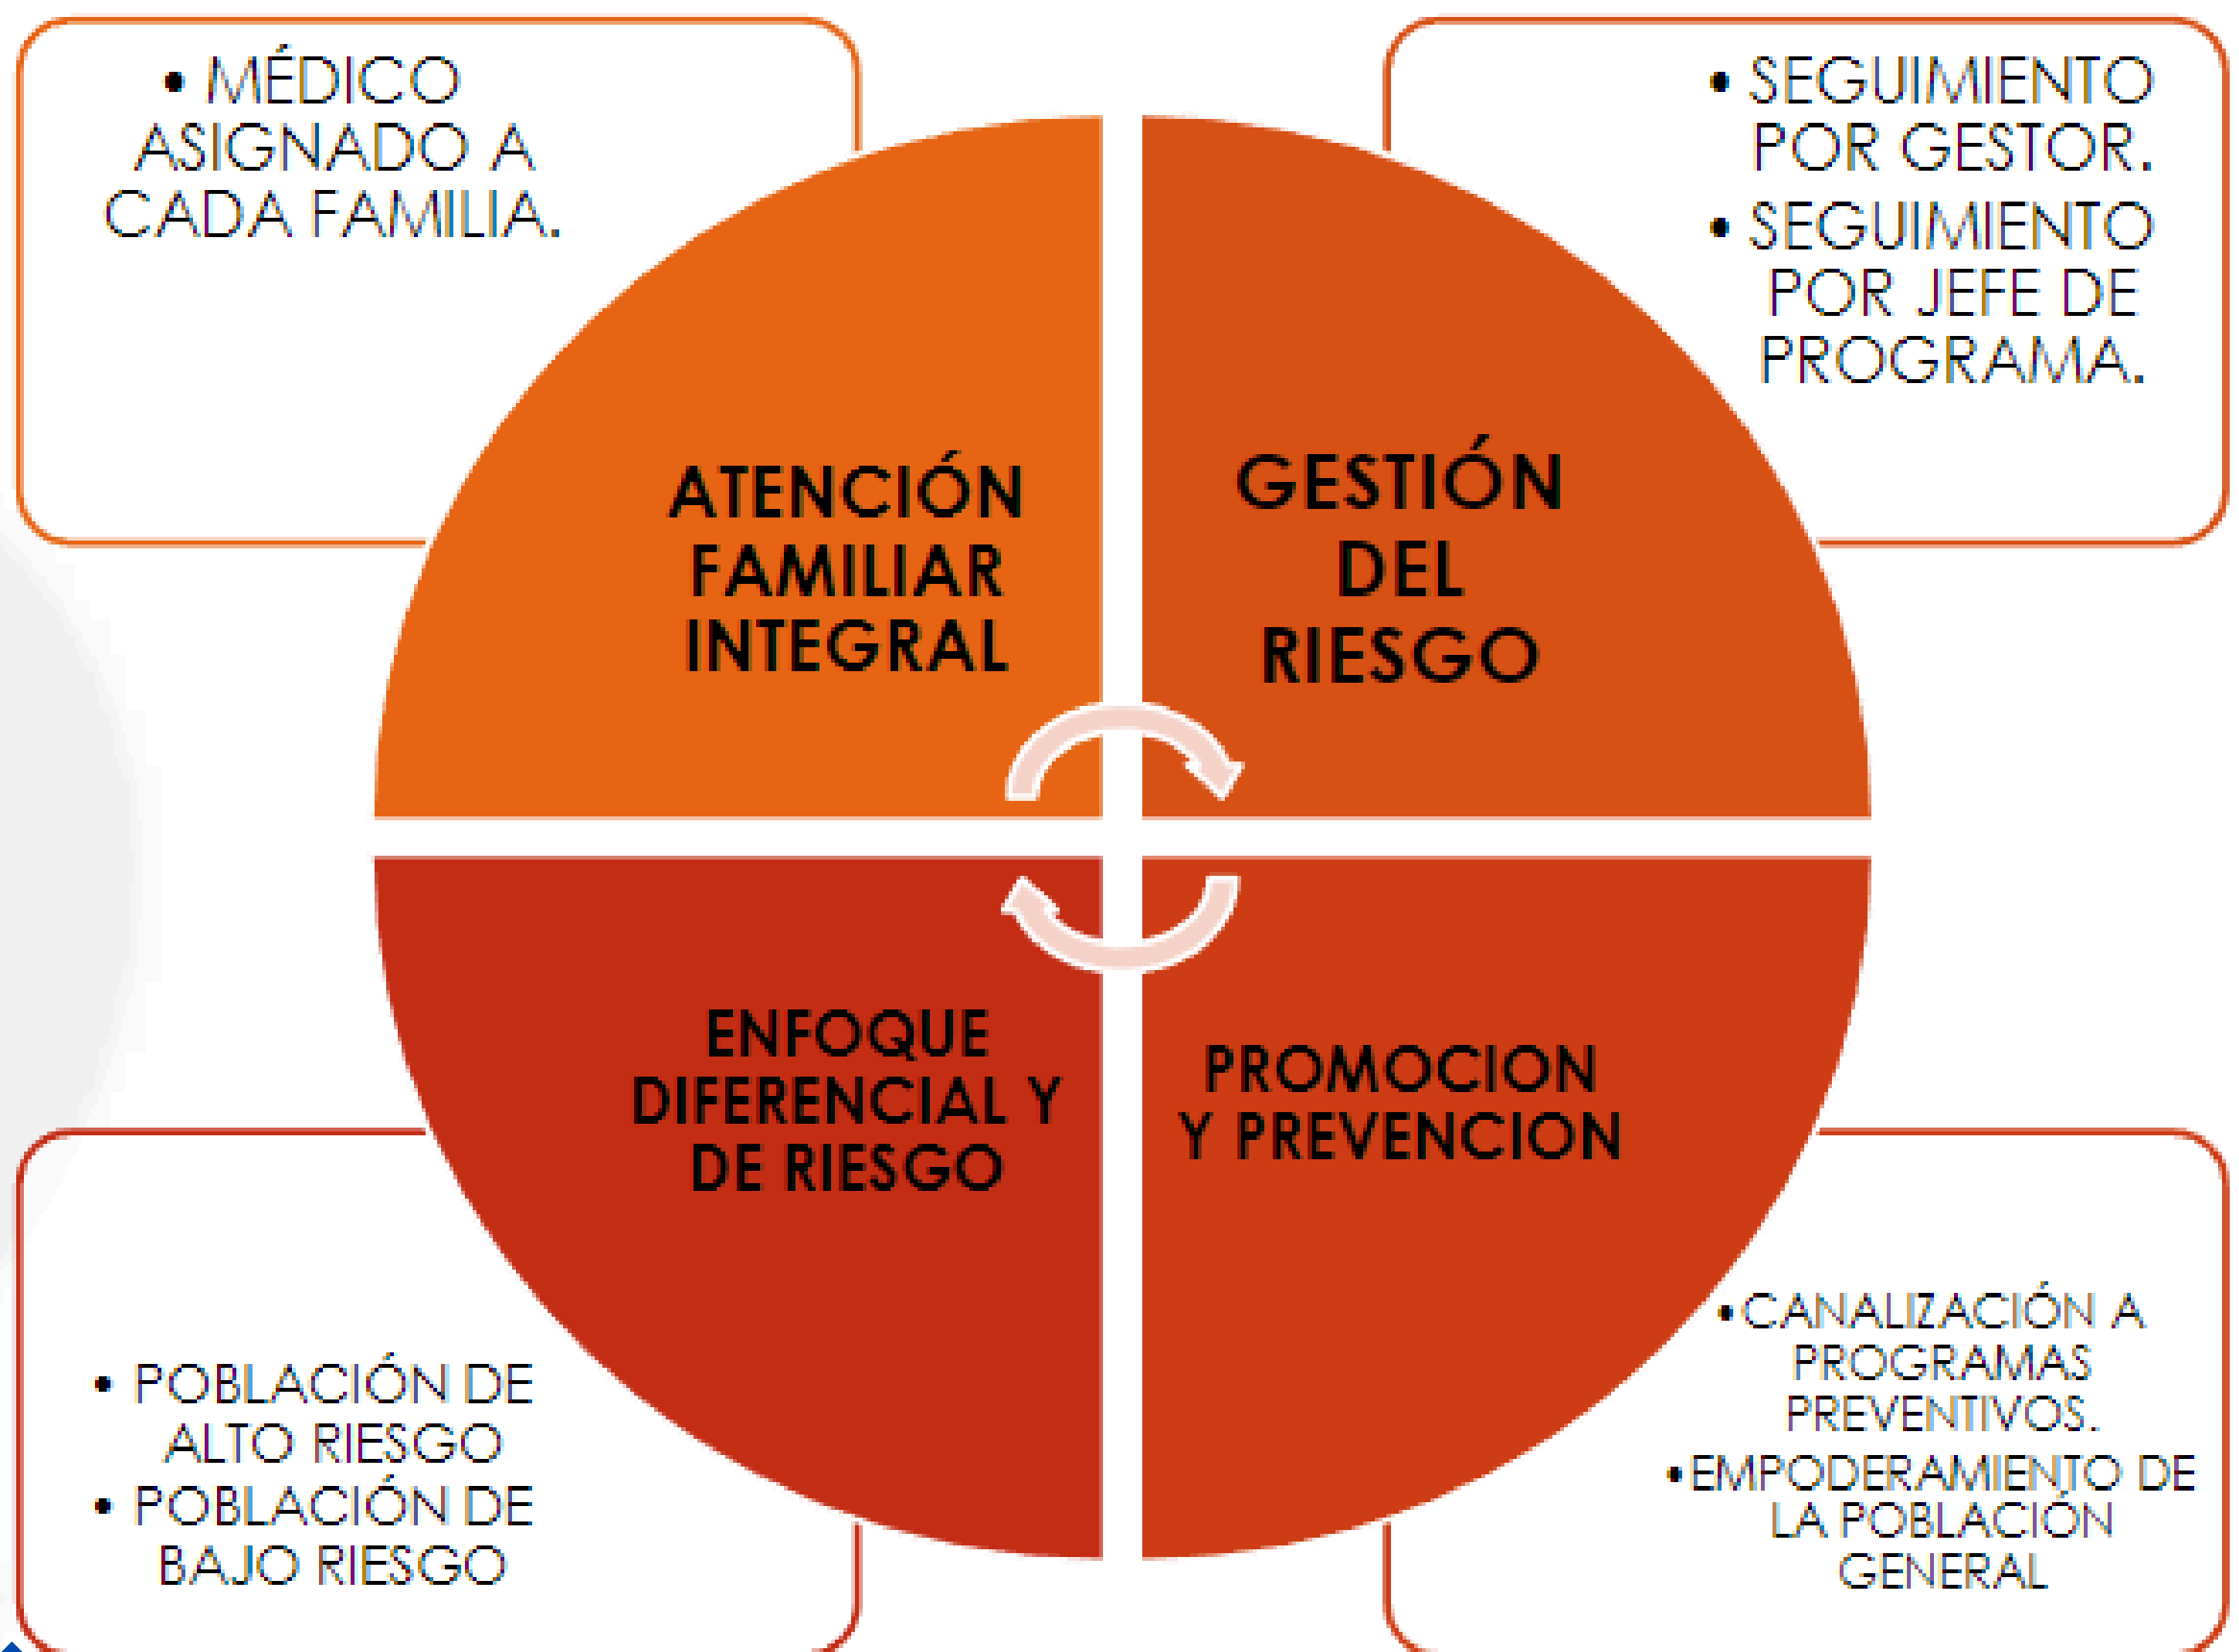 • MÉDICO
ASIGNADO A
CADA FAMILIA.
• SEGUIMIENTO
POR GESTOR.
• SEGUIMIENTO
POR JEFE DE
PROGRAMA.
ATENCIÓN
FAMILIAR
INTEGRAL
GESTIÓN
DEL
RIESGO
ENFOQUE
DIFERENCIAL Y
DE RIESGO
PROMOCION
Y PREVENCION
• POBLACIÓN DE
ALTO RIESGO
• POBLACIÓN DE
BAJO RIESGO
• CANALIZACIÓN A
PROGRAMAS
PREVENTIVOS.
• EMPODERAMIENTO DE
LA POBLACIÓN
GENERAL